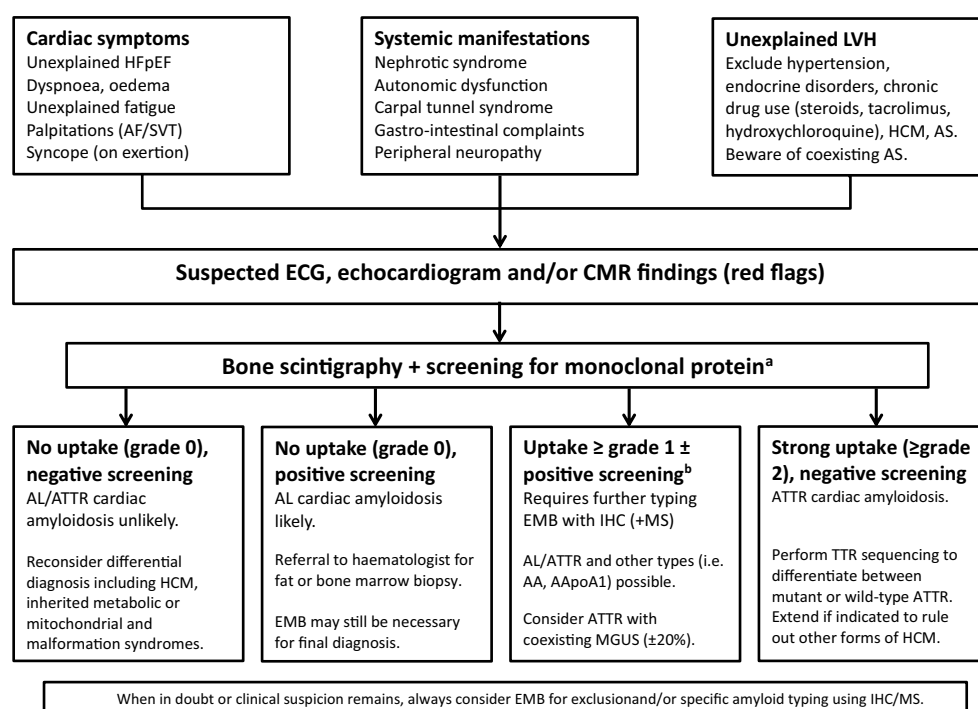 Cardiac symptoms
Unexplained HFpEF
Dyspnoea, oedema
Unexplained fatigue
Palpitations (AF/SVT)
Syncope (on exertion)
Systemic manifestations
Nephrotic syndrome
Autonomic dysfunction
Carpal tunnel syndrome
Gastro-intestinal complaints
Peripheral neuropathy
Unexplained LVH
Exclude hypertension,
endocrine disorders, chronic
drug use (steroids, tacrolimus,
hydroxychloroquine), HCM, AS.
Beware of coexisting AS.
Suspected ECG, echocardiogram and/or CMR findings (red flags)
Bone scintigraphy + screening for monoclonal proteinᵃ
No uptake (grade 0),
negative screening
AL/ATTR cardiac
amyloidosis unlikely.
Reconsider differential
diagnosis including HCM,
inherited metabolic or
mitochondrial and
malformation syndromes.
No uptake (grade 0),
positive screening
AL cardiac amyloidosis
likely.
Referral to haematologist for
fat or bone marrow biopsy.
EMB may still be necessary
for final diagnosis.
Uptake ≥ grade 1 ±
positive screeningᵇ
Requires further typing
EMB with IHC (+MS)
AL/ATTR and other types (i.e.
AA, AApoA1) possible.
Consider ATTR with
coexisting MGUS (±20%).
Strong uptake (≥grade
2), negative screening
ATTR cardiac amyloidosis.
Perform TTR sequencing to
differentiate between
mutant or wild-type ATTR.
Extend if indicated to rule
out other forms of HCM.
When in doubt or clinical suspicion remains, always consider EMB for exclusionand/or specific amyloid typing using IHC/MS.